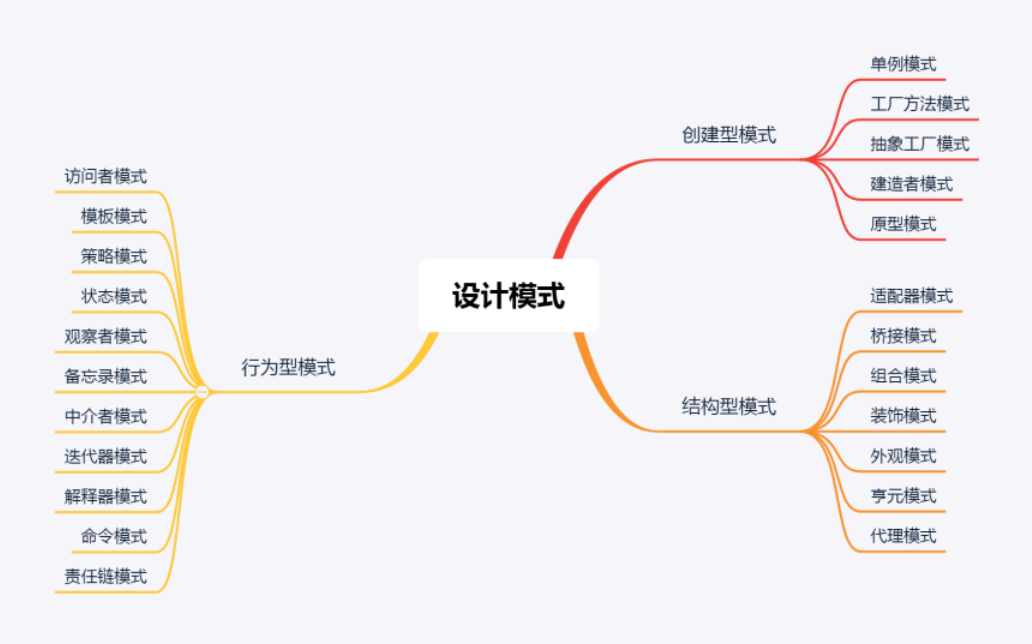 设计模式
创建型模式
单例模式
工厂方法模式
抽象工厂模式
建造者模式
原型模式
结构型模式
适配器模式
桥接模式
组合模式
装饰模式
外观模式
亨元模式
代理模式
行为型模式
访问者模式
模板模式
策略模式
状态模式
观察者模式
备忘录模式
中介者模式
迭代器模式
解释器模式
命令模式
责任链模式